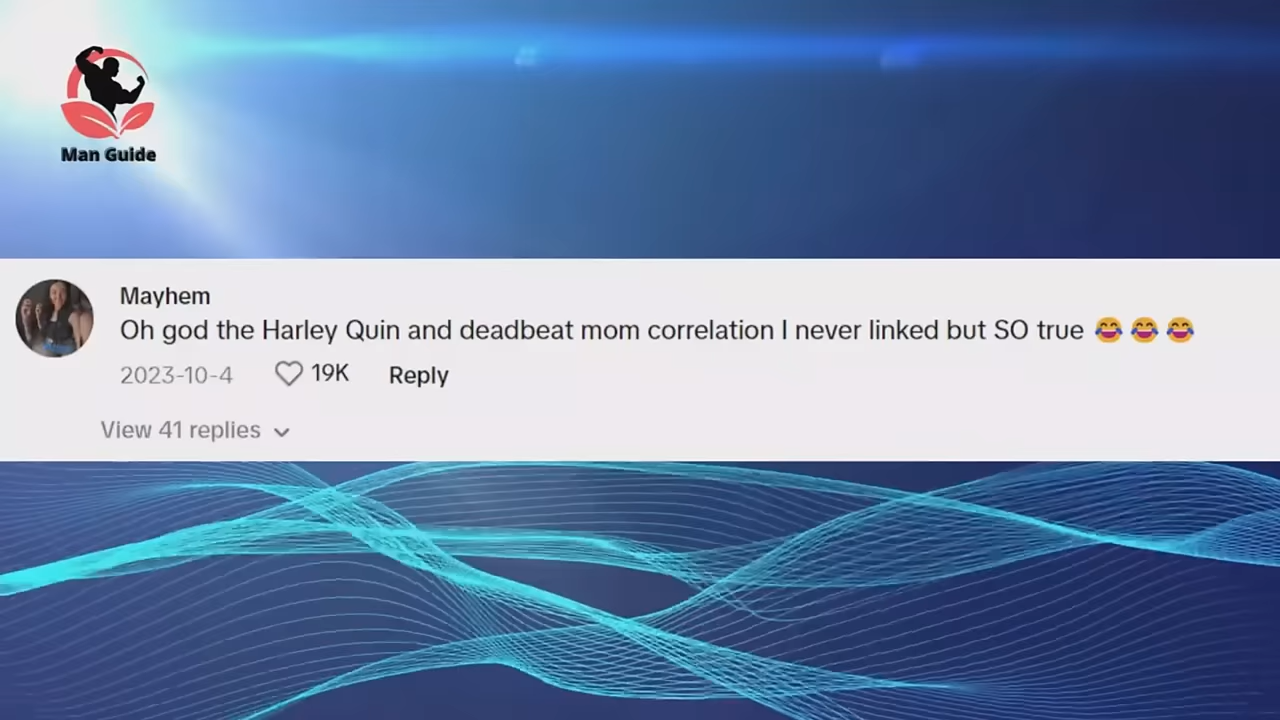 Man Guide
Mayhem
Oh god the Harley Quin and deadbeat mom correlation I never linked but SO true 😂 😂 😂
2023-10-4 19K Reply
View 41 replies